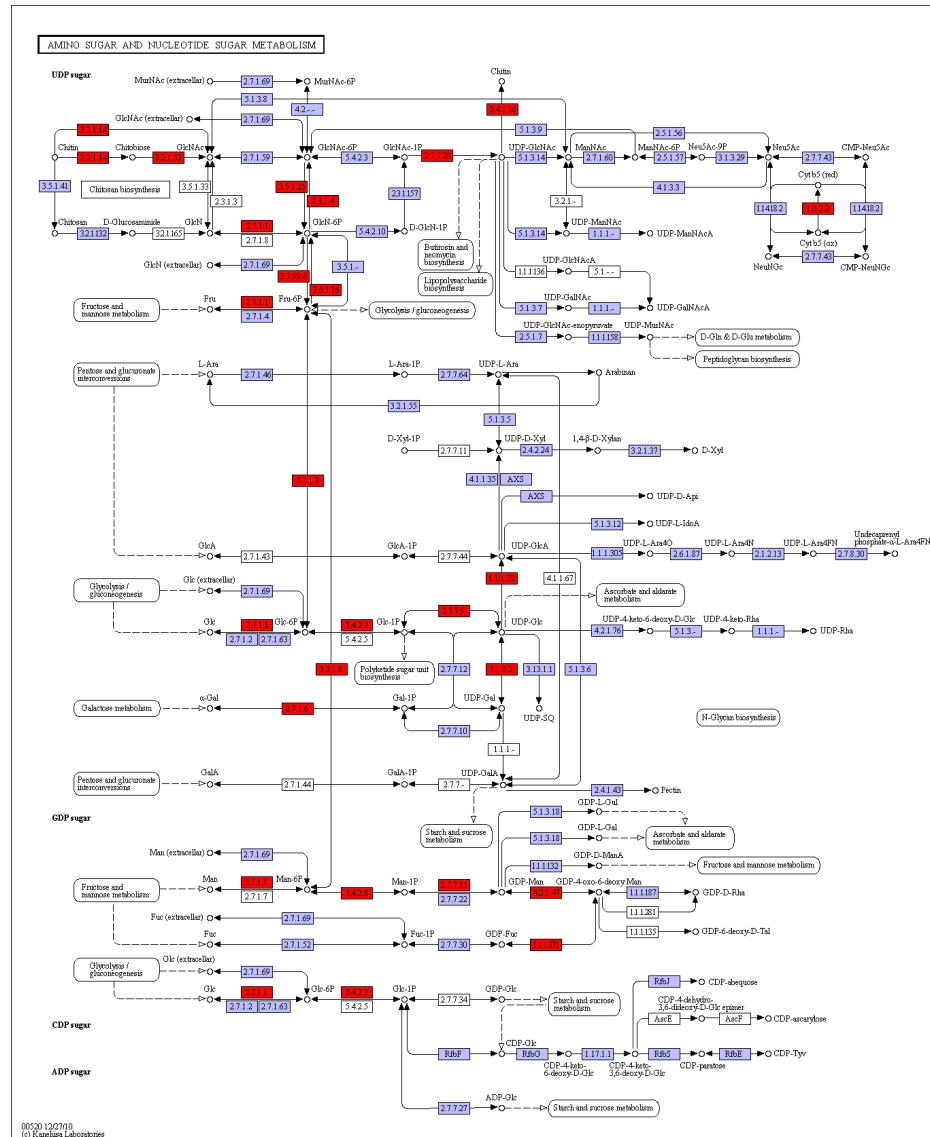 AMINO SUGAR AND NUCLEOTIDE SUGAR METABOLISM
UDP sugar
MurNAc (extracellar) 2.7.1.69 MurNAc-6P Chitin
5.1.3.8 4.2.-.- 2.4.1.16
GlcNAc (extracellar) 2.7.1.69 5.1.3.9 2.5.1.56
3.2.1.14 GlcNAc GlcNAc-6P GlcNAc-1P UDP-GlcNAc ManNAc ManNAc-6P Neu5Ac-9P Neu5Ac CMP-Neu5Ac
Chitin 3.2.1.14 Chitobiose 3.2.1.52 2.7.1.59 5.4.2.3 2.7.7.23 5.1.3.14 2.7.1.60 2.5.1.57 3.1.3.29 2.7.7.43
Cytb5 (red)
3.5.1.41 Chitosan biosynthesis 3.5.1.33 3.5.1.25 2.3.1.157 4.1.3.3
2.3.1.3 2.3.1.4 3.2.1.- 1.14.18.2 1.6.2.2 1.14.18.2
Chitosan D-Glucosaminide GlcN GlcN-6P D-GlcN-1P UDP-ManNAc
3.2.1.132 3.2.1.165 2.7.1.1 5.4.2.10 5.1.3.14 1.1.1.- UDP-ManNAcA
2.7.1.8 Cytb5 (ox)
Butirosin and
neomycin
biosynthesis
GlcN (extracellar) 2.7.1.69 3.5.1.- UDP-GlcNAcA NeuNGc 2.7.7.43 CMP-NeuNGc
3.5.99.6 Lipopolysaccharide
biosynthesis
1.1.1.136 5.1.-.-
2.6.1.16
Fructose and
mannose metabolism
Fru 2.7.1.1 Fru-6P Glycolysis / gluconeogenesis UDP-GalNAc
2.7.1.4 5.1.3.7 1.1.1.- UDP-GalNAcA
UDP-GlcNAc-enopyruvate UDP-MurNAc
2.5.1.7 1.1.1.158 D-Gln & D-Glu metabolism
Peptidoglycan biosynthesis
Pentose and glucuronate
interconversions
L-Ara 2.7.1.46 L-Ara-1P 2.7.7.64 UDP-L-Ara Arabinan
3.2.1.55
5.1.3.5
D-Xyl-1P 2.7.7.11 UDP-D-Xyl 2.4.2.24 1,4-β-D-Xylan 3.2.1.37 D-Xyl
5.3.1.9 4.1.1.35 AXS
AXS UDP-D-Api
5.1.3.12 UDP-L-IdoA
GlcA 2.7.1.43 GlcA-1P 2.7.7.44 UDP-GlcA UDP-L-Ara4O UDP-L-Ara4N UDP-L-Ara4FN Undecaprenyl
phosphate-α-L-Ara4FN
1.1.1.305 2.6.1.87 2.1.2.13 2.7.8.30
Glycolysis /
gluconeogenesis
Glc (extracellar) 2.7.1.69 1.1.1.22 4.1.1.67
Ascorbate and aldarate
metabolism
Glc 2.7.1.1 Glc-6P 5.4.2.2 Glc-1P 2.7.7.9 UDP-Glc UDP-4-keto-6-deoxy-D-Glc UDP-4-keto-Rha
2.7.1.2 2.7.1.63 5.4.2.5 4.2.1.76 5.1.3.- 1.1.1.- UDP-Rha
5.3.1.8 Polyketide sugar unit
biosynthesis
2.7.7.12 5.1.3.2 3.13.1.1 5.1.3.6
Galactose metabolism α-Gal 2.7.1.6 Gal-1P UDP-Gal UDP-SQ N-Glycan biosynthesis
2.7.7.10
1.1.1.-
Pentose and glucuronate
interconversions
GalA 2.7.1.44 GalA-1P 2.7.7.- UDP-GalA 2.4.1.43 Pectin
GDP sugar
Starch and sucrose
metabolism
GDP-L-Gul
5.1.3.18
GDP-L-Gal
5.1.3.18 Ascorbate and aldarate
metabolism
Man (extracellar) 2.7.1.69 GDP-D-ManA
1.1.1.132 Fructose and mannose metabolism
Fructose and
mannose metabolism
Man 2.7.1.1 Man-6P 5.4.2.8 Man-1P 2.7.7.13 GDP-Man 4.2.1.47 GDP-4-oxo-6-deoxy Man 1.1.1.187 GDP-D-Rha
2.7.1.7 2.7.7.22
1.1.1.281
Fuc (extracellar) 2.7.1.69 1.1.1.135 GDP-6-deoxy-D-Tal
Fuc 2.7.1.52 Fuc-1P 2.7.7.30 GDP-Fuc 1.1.1.271
Glycolysis /
gluconeogenesis
Glc (extracellar) 2.7.1.69
Glc 2.7.1.1 Glc-6P 5.4.2.2 Glc-1P 2.7.7.34 GDP-Glc Starch and sucrose
metabolism
2.7.1.2 2.7.1.63 5.4.2.5
RfbJ CDP-abequose
CDP-4-dehydro-
3,6-dideoxy-D-Glc epimer
AscE AscF CDP-ascarylose
CDP sugar
RfbF CDP-Glc RfbG 1.17.1.1 RfbS RfbE CDP-Tyv
CDP-4-keto-
6-deoxy-D-Glc
CDP-4-keto-
3,6-deoxy-D-Glc
CDP-paratose
ADP sugar
2.7.7.27 ADP-Glc Starch and sucrose metabolism
00520 12/27/10
(c) Kanehisa Laboratories